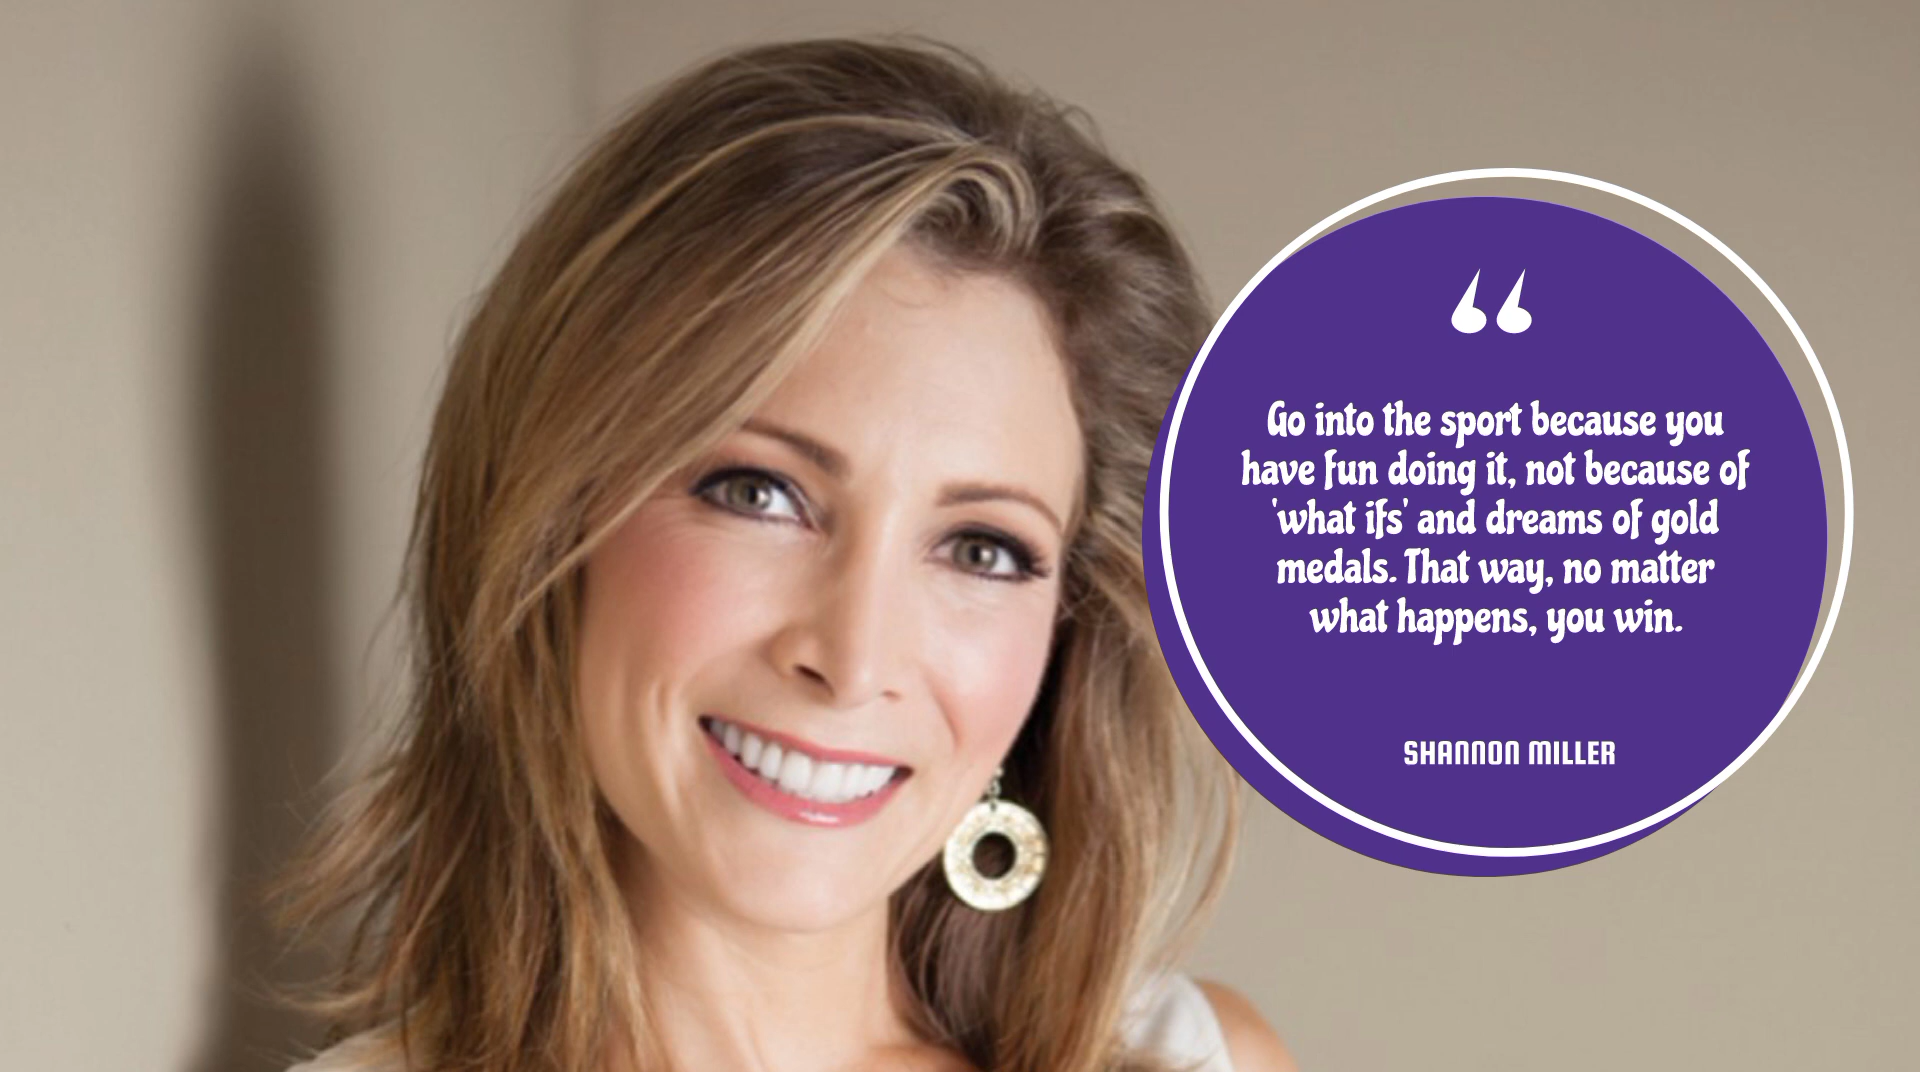 “
Go into the sport because you
have fun doing it, not because of
'what ifs' and dreams of gold
medals. That way, no matter
what happens, you win.
SHANNON MILLER